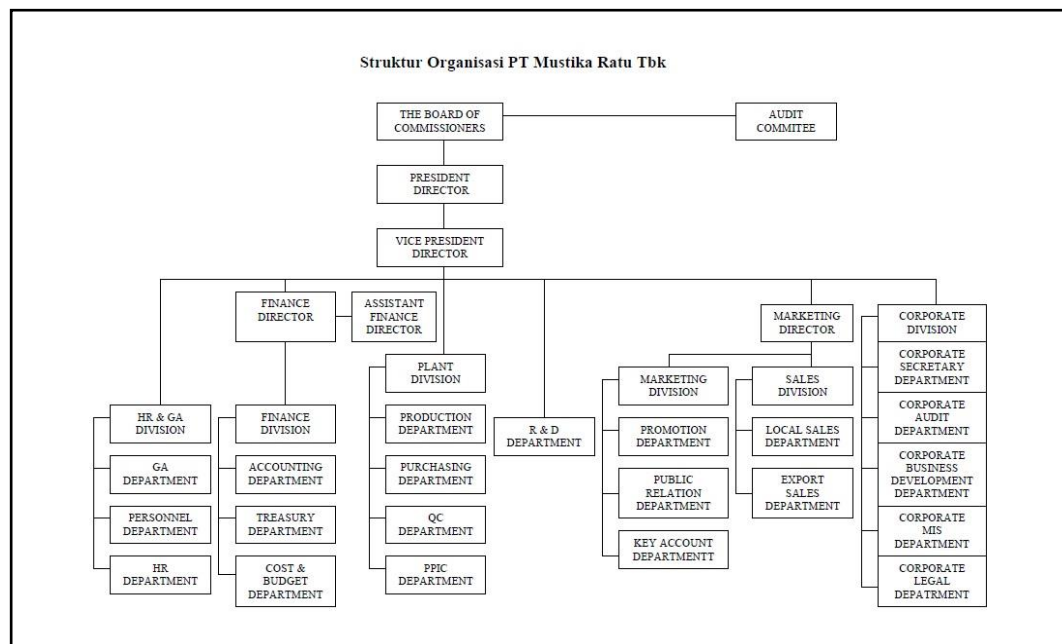 Struktur Organisasi PT Mustika Ratu Tbk
THE BOARD OF
COMMISSIONERS
AUDIT
COMMITEE
PRESIDENT
DIRECTOR
VICE PRESIDENT
DIRECTOR
FINANCE
DIRECTOR
ASSISTANT
FINANCE
DIRECTOR
MARKETING
DIRECTOR
CORPORATE
DIVISION
PLANT
DIVISION
MARKETING
DIVISION
SALES
DIVISION
CORPORATE
SECRETARY
DEPARTMENT
HR & GA
DIVISION
FINANCE
DIVISION
PRODUCTION
DEPARTMENT
R & D
DEPARTMENT
PROMOTION
DEPARTMENT
LOCAL SALES
DEPARTMENT
CORPORATE
AUDIT
DEPARTMENT
GA
DEPARTMENT
ACCOUNTING
DEPARTMENT
PURCHASING
DEPARTMENT
PUBLIC
RELATION
DEPARTMENT
EXPORT
SALES
DEPARTMENT
CORPORATE
BUSINESS
DEVELOPMENT
DEPARTMENT
PERSONNEL
DEPARTMENT
TREASURY
DEPARTMENT
QC
DEPARTMENT
KEY ACCOUNT
DEPARTMENTT
CORPORATE
MIS
DEPARTMENT
HR
DEPARTMENT
COST &
BUDGET
DEPARTMENT
PPIC
DEPARTMENT
CORPORATE
LEGAL
DEPATRMENT